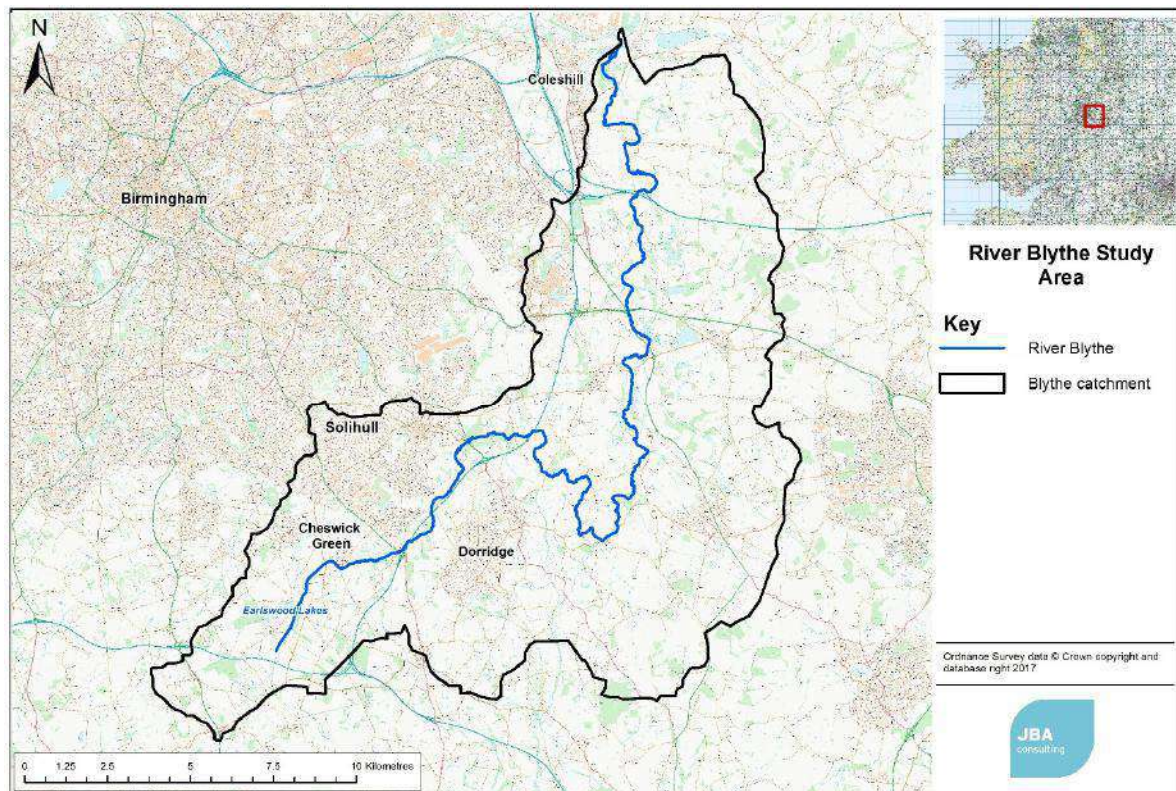 N
Coleshill
Birmingham
Solihull
Cheswick
Green
Dorridge
Earlswood Lakes
0 1.25 2.5 5 7.5 10 Kilometres
River Blythe Study
Area
Key
River Blythe
Blythe catchment
Ordnance Survey data © Crown copyright and
database right 2017
JBA
consulting